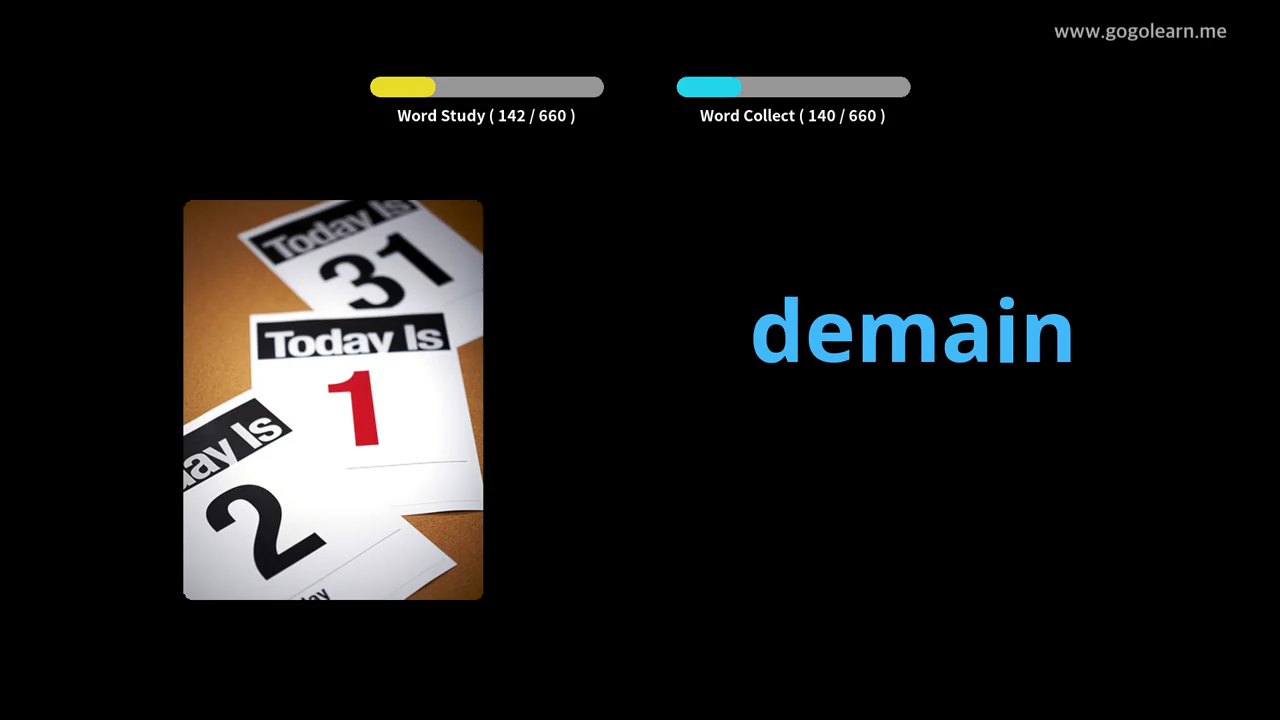 www.gogolearn.me
Word Study ( 142 / 660 )
Word Collect ( 140 / 660 )
Today Is
31
Today Is
1
demain
ay Is
2